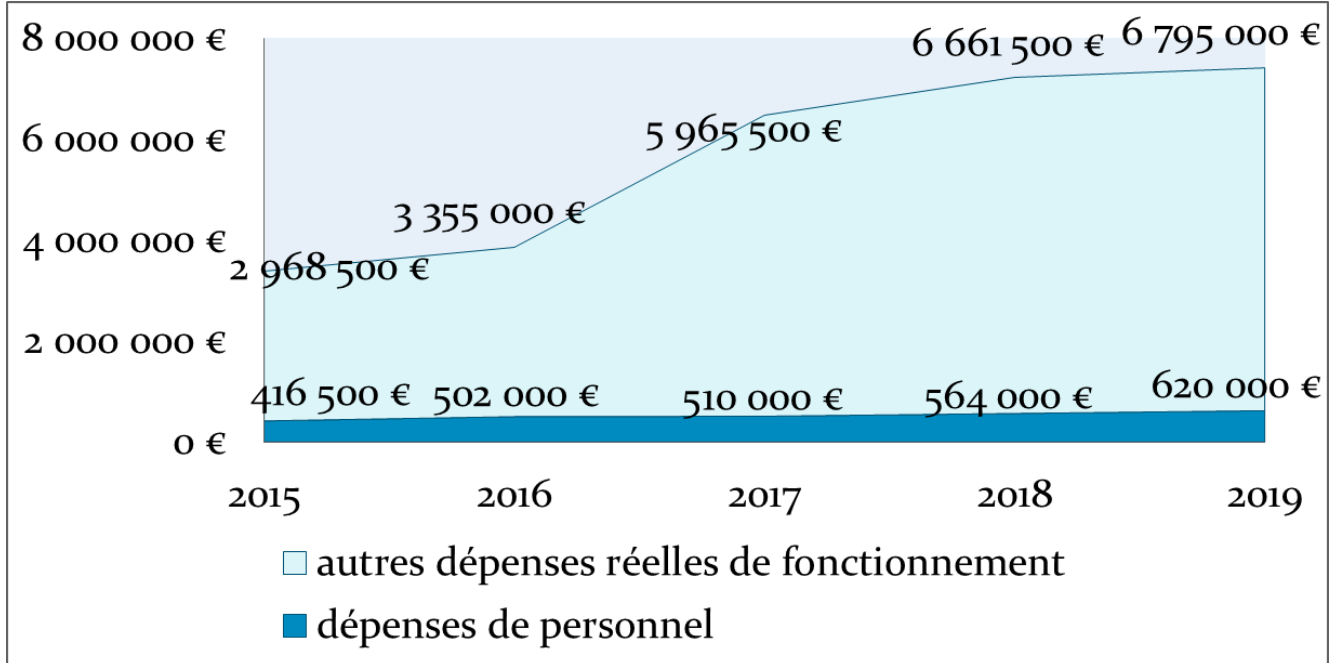 8 000 000 €
6 661 500 €
6 795 000 €
6 000 000 €
5 965 500 €
3 355 000 €
4 000 000 €
2 968 500 €
2 000 000 €
416 500 €
502 000 €
510 000 €
564 000 €
620 000 €
0 €
2015
2016
2017
2018
2019
autres dépenses réelles de fonctionnement
dépenses de personnel